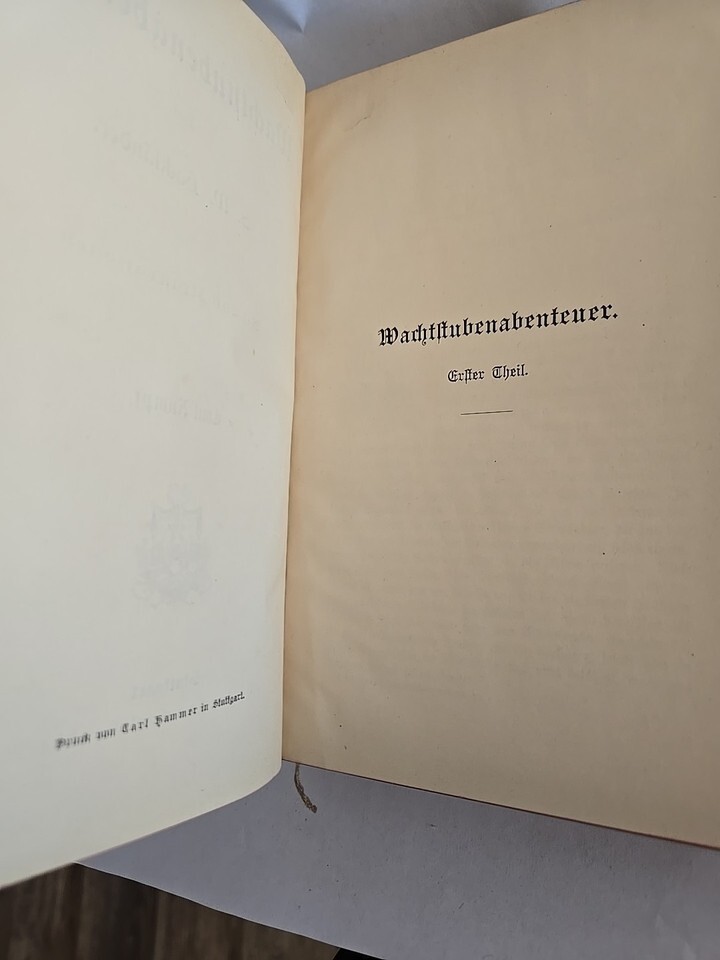 Druck von Carl Hammer in Stuttgart.
Wachtstubenabenteuer.
Erster Theil.